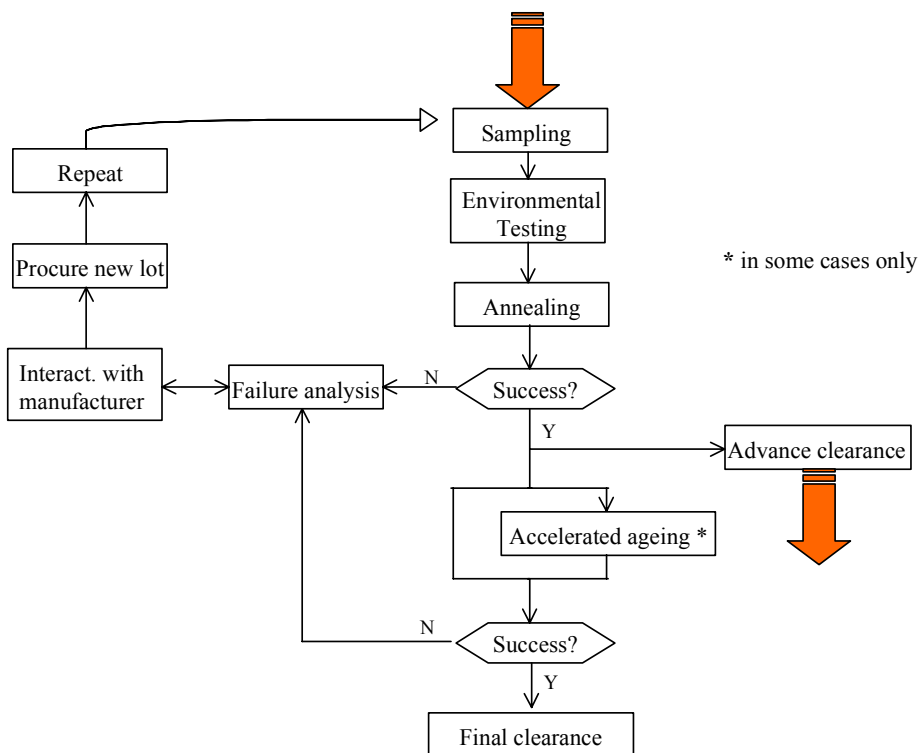 Sampling
Repeat
Environmental
Testing
* in some cases only
Procure new lot
Annealing
Interact. with
manufacturer
Failure analysis
N
Success?
Y
Advance clearance
Accelerated ageing *
N
Success?
Y
Final clearance